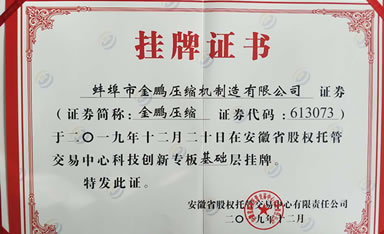 挂牌证书
蚌埠市金鹏压缩机制造有限公司 证券
(证券简称：金鹏压缩 证券代码：613073)
于二〇一九年十二月二十日在安徽省股权托管
交易中心科技创新专板基础层挂牌。
特发此证。
安徽省股权托管交易中心有限责任公司
二〇一九年十二月